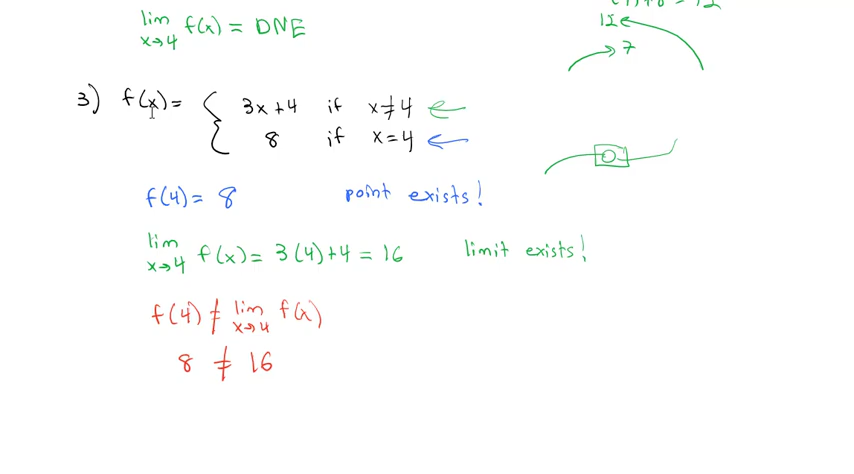 lim f(x) = DNE
x→4
12
7
3) f(x) = { 3x+4 if x≠4
8 if x=4
f(4) = 8 point exists!
lim f(x) = 3(4)+4 = 16 limit exists!
x→4
f(4) ≠ lim f(x)
x→4
8 ≠ 16